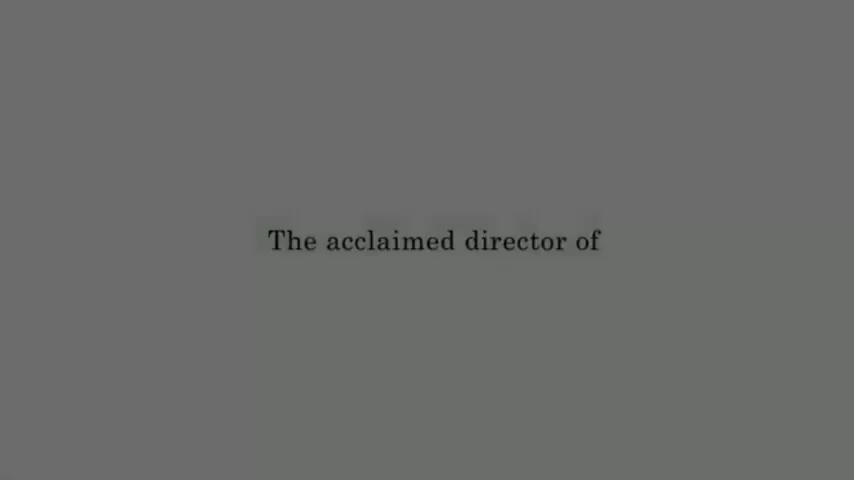 The acclaimed director of